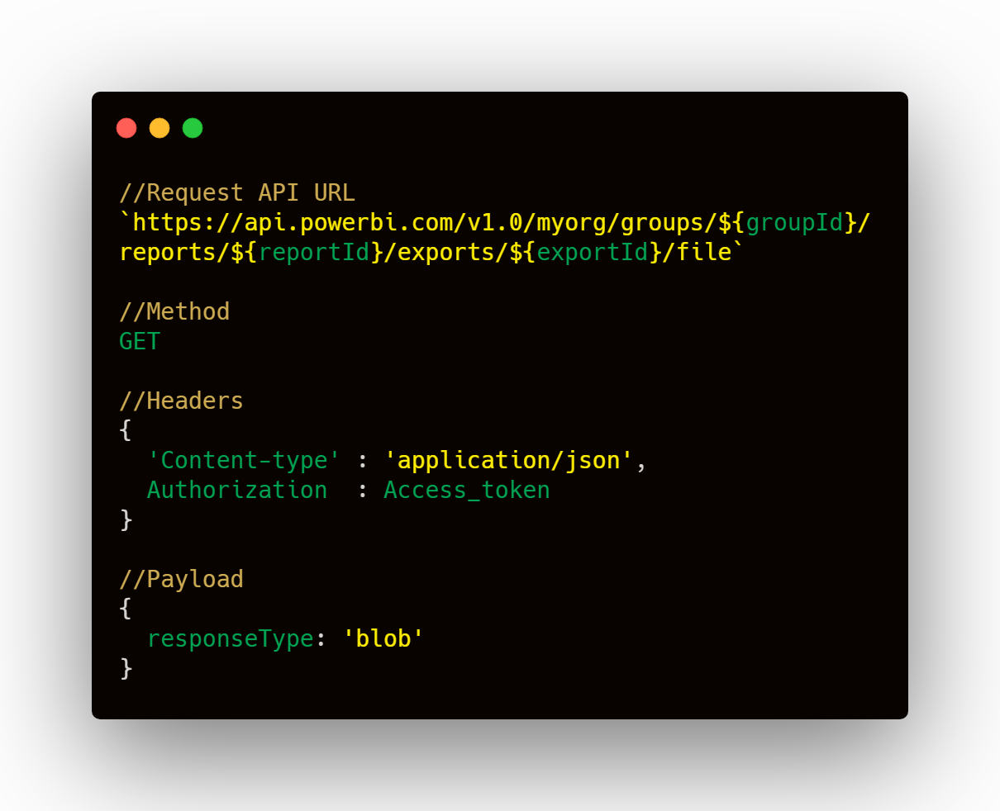 //Request API URL
`https://api.powerbi.com/v1.0/myorg/groups/${groupId}/
reports/${reportId}/exports/${exportId}/file`
//Method
GET
//Headers
{
  'Content-type' : 'application/json',
  Authorization  : Access_token
}
//Payload
{
  responseType: 'blob'
}